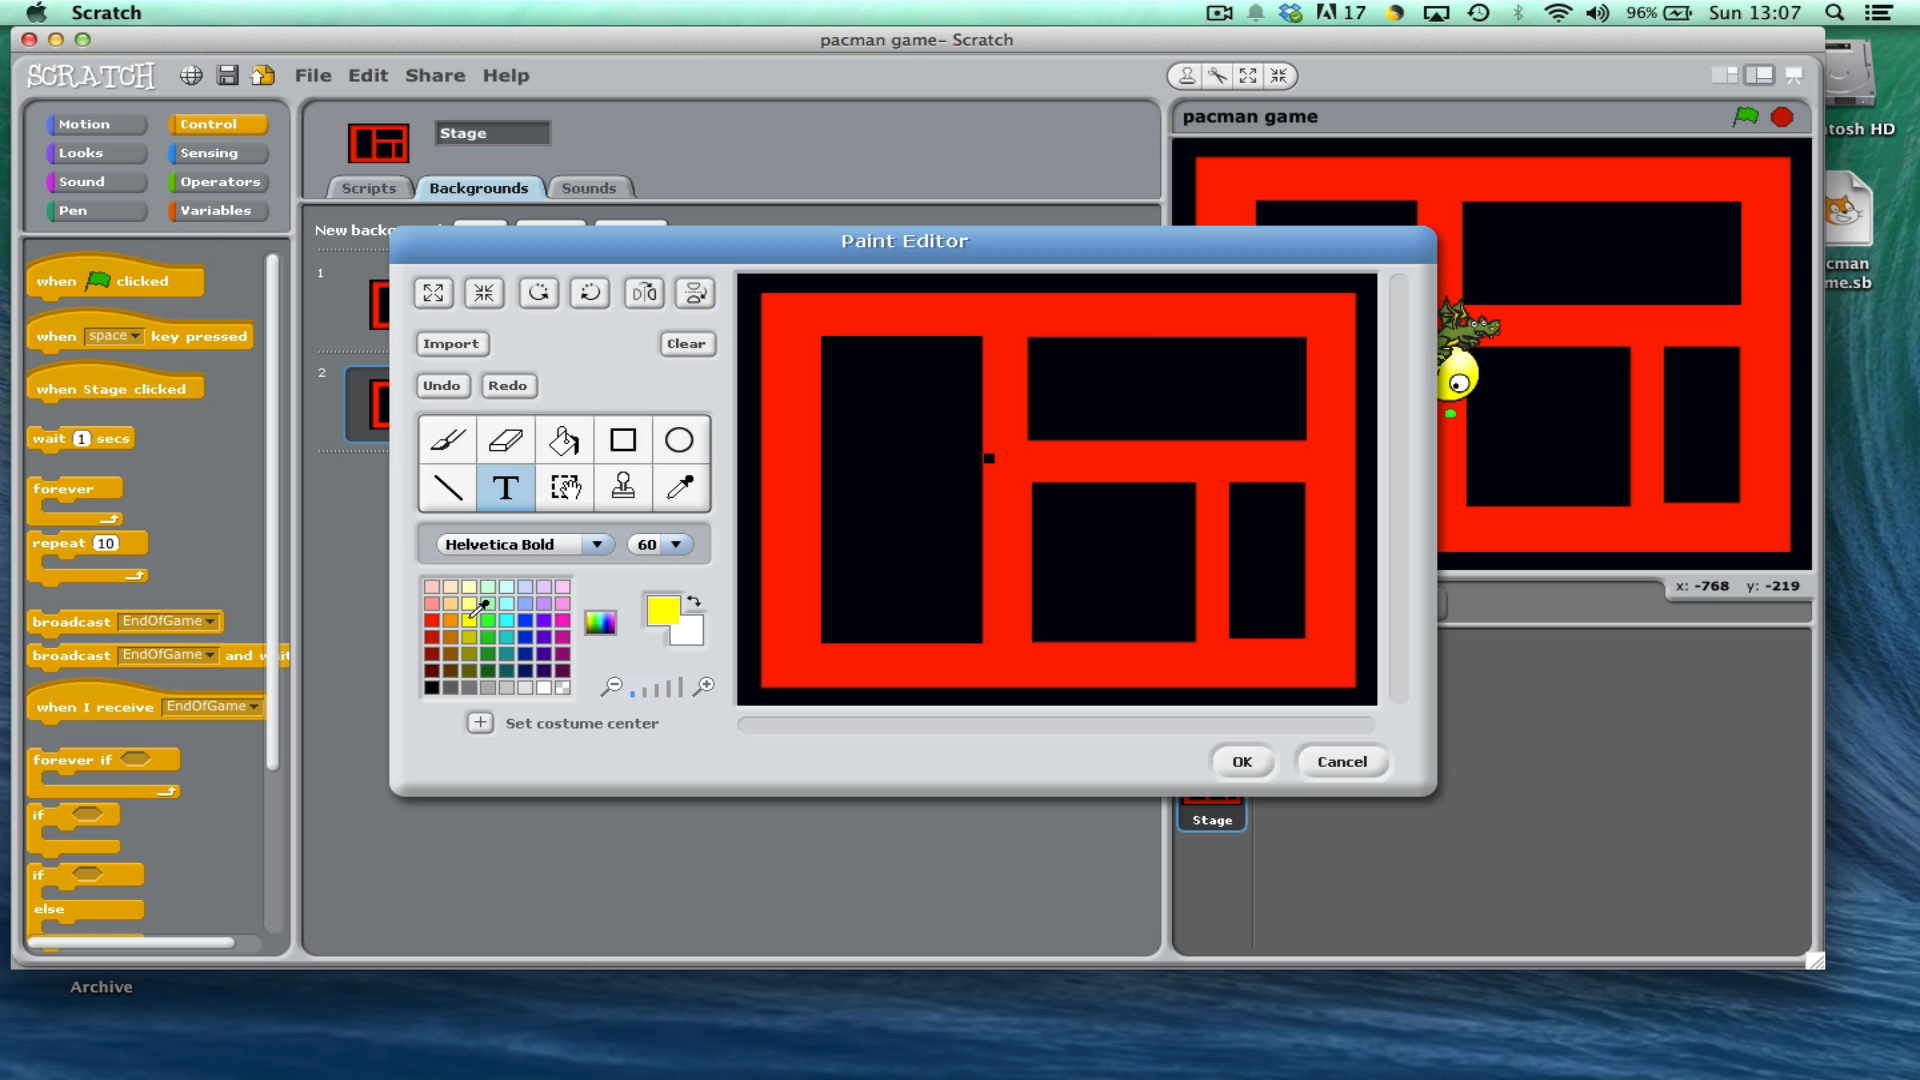 Scratch
17
96%
Sun 13:07
pacman game- Scratch
SCRATCH
File Edit Share Help
Motion Control
Looks Sensing
Sound Operators
Pen Variables
when clicked
when space key pressed
when Stage clicked
wait 1 secs
forever
repeat 10
broadcast EndOfGame
broadcast EndOfGame and wait
when I receive EndOfGame
forever if
if
if
else
Stage
Scripts Backgrounds Sounds
New backg
1
2
Paint Editor
Import Clear
Undo Redo
T
Helvetica Bold 60
Set costume center
OK Cancel
pacman game
x: -768 y: -219
Stage
tosh HD
cman
me.sb
Archive